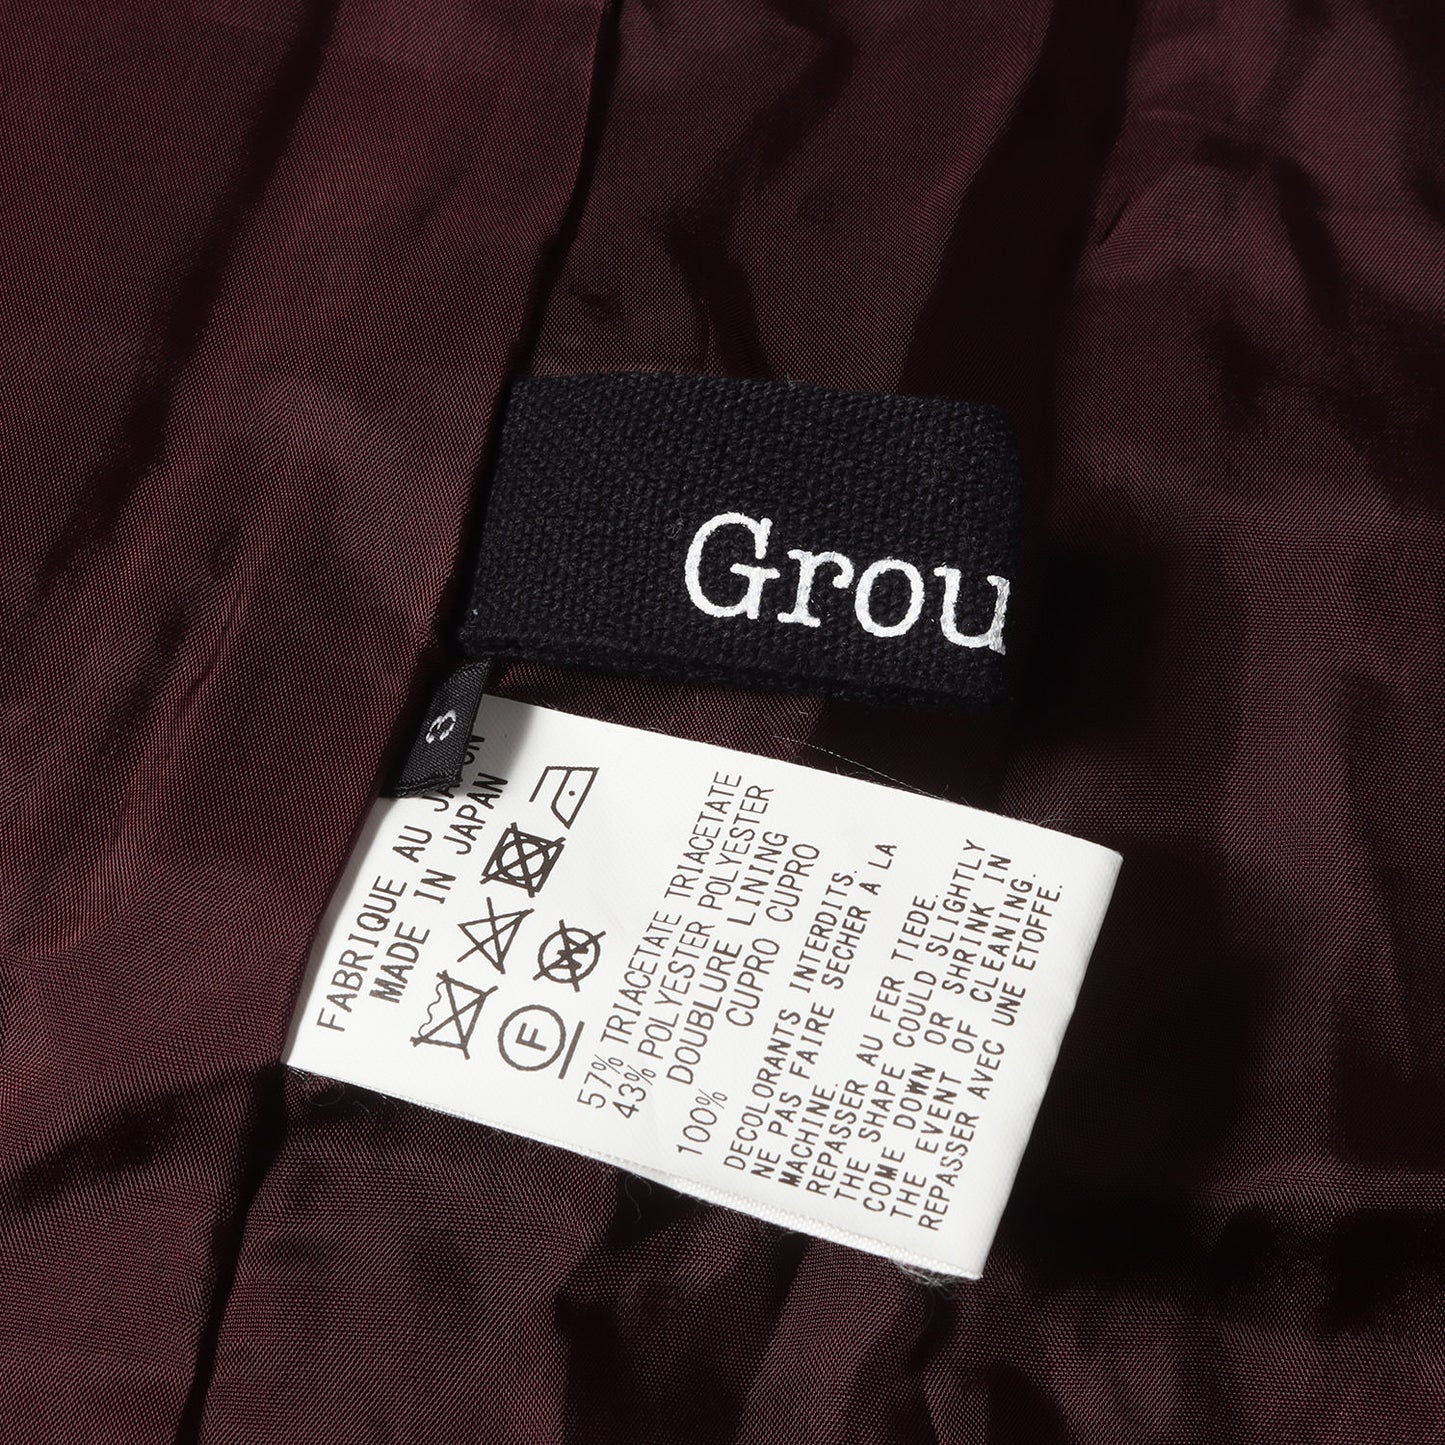 Grou
3
FABRIQUE AU JAPON
MADE IN JAPAN
F
57% TRIACETATE TRIACETATE
43% POLYESTER POLYESTER
DOUBLURE LINING
100% CUPRO CUPRO
DECOLORANTS INTERDITS.
NE PAS FAIRE SECHER A LA
MACHINE.
REPASSER AU FER TIEDE.
THE SHAPE COULD SLIGHTLY
COME DOWN OR SHRINK IN
THE EVENT OF CLEANING.
REPASSER AVEC UNE ETOFFE.